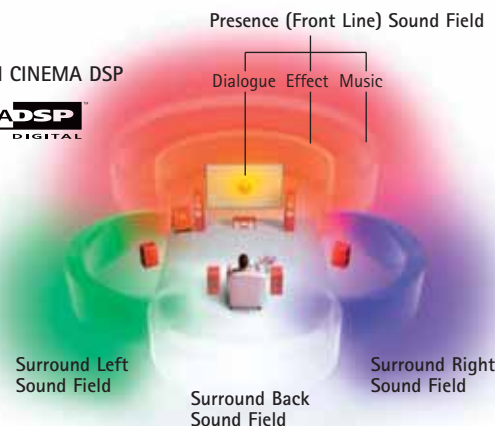 Presence (Front Line) Sound Field
CINEMA DSP
Dialogue Effect Music
DSP
DIGITAL
Surround Left
Sound Field
Surround Right
Sound Field
Surround Back
Sound Field